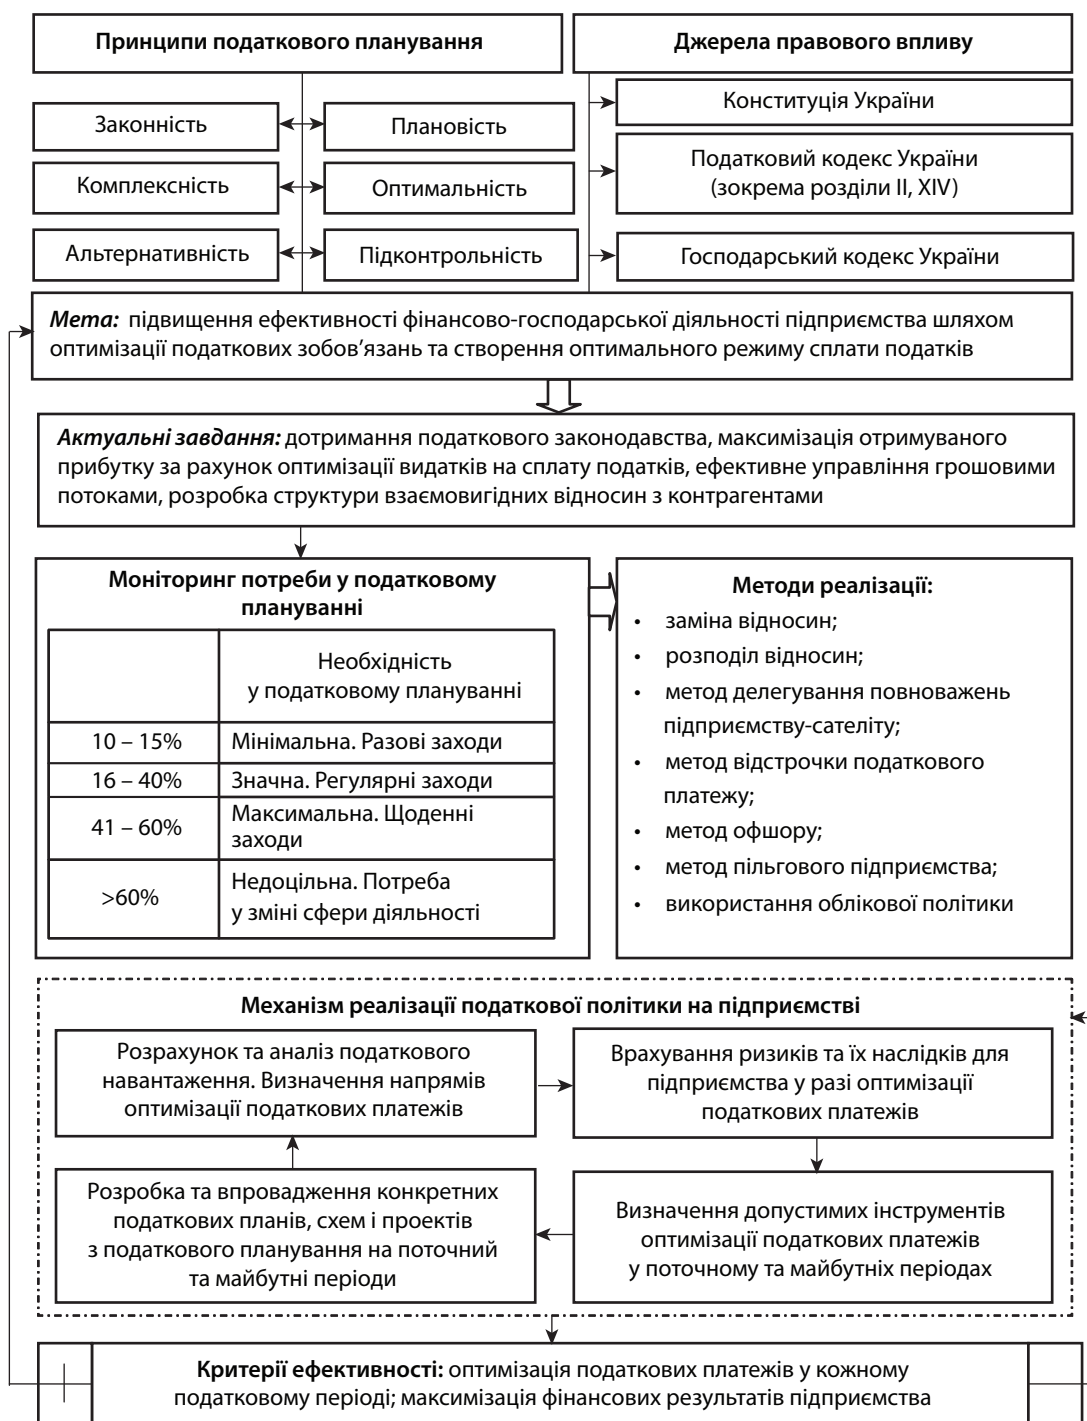 Принципи податкового планування
Джерела правового впливу
Законність
Плановість
Комплексність
Оптимальність
Альтернативність
Підконтрольність
Конституція України
Податковий кодекс України
(зокрема розділи ІІ, XIV)
Господарський кодекс України
Мета: підвищення ефективності фінансово-господарської діяльності підприємства шляхом
оптимізації податкових зобов’язань та створення оптимального режиму сплати податків
Актуальні завдання: дотримання податкового законодавства, максимізація отримуваного
прибутку за рахунок оптимізації видатків на сплату податків, ефективне управління грошовими
потоками, розробка структури взаємовигідних відносин з контрагентами
Моніторинг потреби у податковому
плануванні
Необхідність
у податковому плануванні
10 – 15%
Мінімальна. Разові заходи
16 – 40%
Значна. Регулярні заходи
41 – 60%
Максимальна. Щоденні
заходи
>60%
Недоцільна. Потреба
у зміні сфери діяльності
Методи реалізації:
• заміна відносин;
• розподіл відносин;
• метод делегування повноважень
підприємству-сателіту;
• метод відстрочки податкового
платежу;
• метод офшору;
• метод пільгового підприємства;
• використання облікової політики
Механізм реалізації податкової політики на підприємстві
Розрахунок та аналіз податкового
навантаження. Визначення напрямів
оптимізації податкових платежів
Врахування ризиків та їх наслідків для
підприємства у разі оптимізації
податкових платежів
Розробка та впровадження конкретних
податкових планів, схем і проектів
з податкового планування на поточний
та майбутні періоди
Визначення допустимих інструментів
оптимізації податкових платежів
у поточному та майбутніх періодах
Критерії ефективності: оптимізація податкових платежів у кожному
податковому періоді; максимізація фінансових результатів підприємства